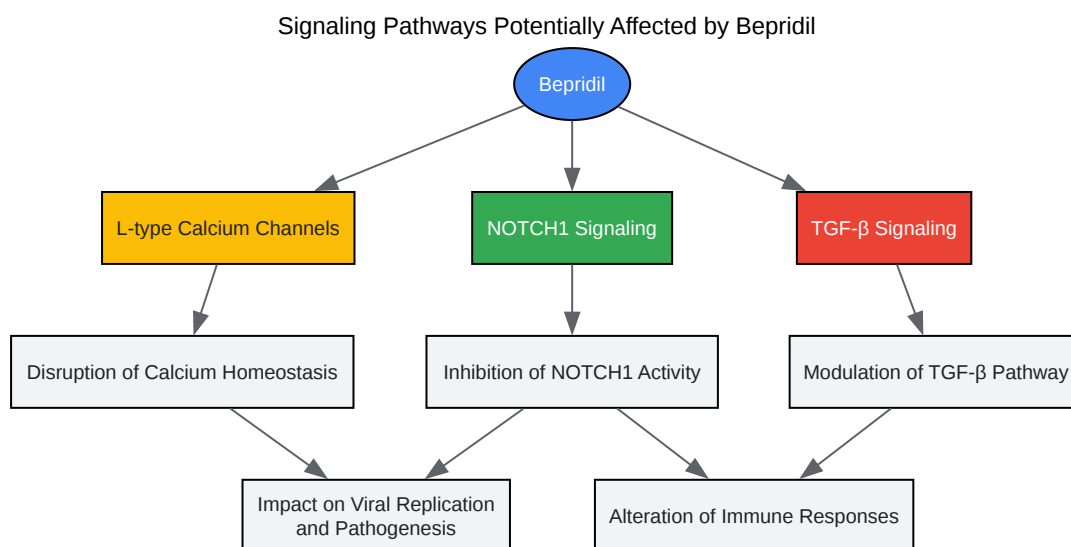 Signaling Pathways Potentially Affected by Bepridil
Bepridil
L-type Calcium Channels
NOTCH1 Signaling
TGF-β Signaling
Disruption of Calcium Homeostasis
Inhibition of NOTCH1 Activity
Modulation of TGF-β Pathway
Impact on Viral Replication
and Pathogenesis
Alteration of Immune Responses